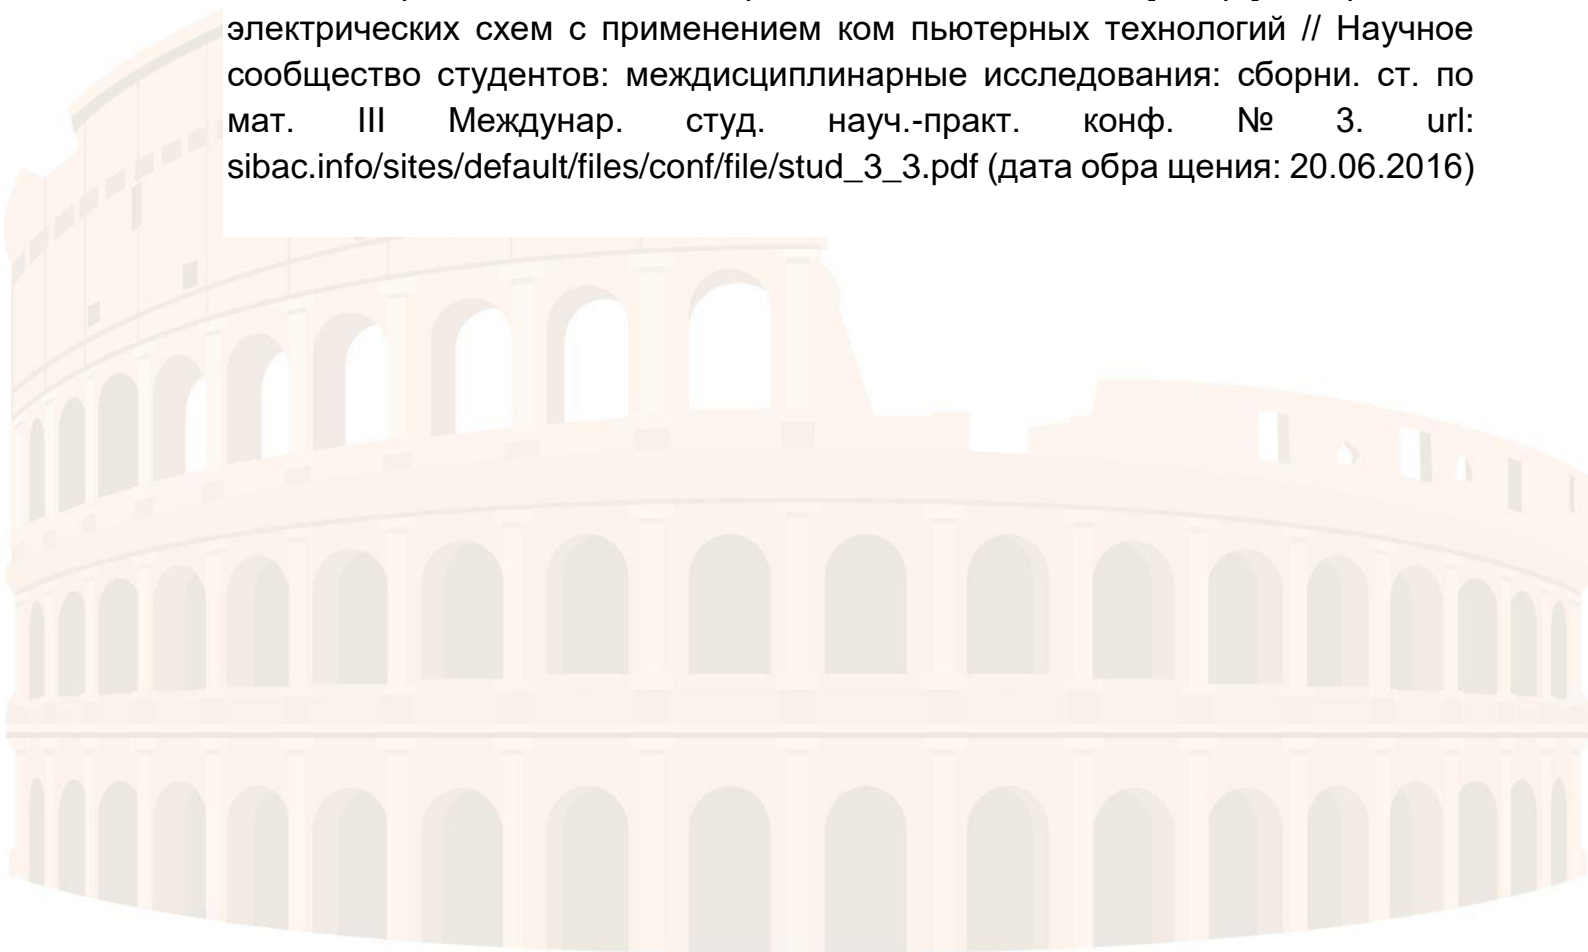 электрических схем с применением ком пьютерных технологий // Научное
сообщество студентов: междисциплинарные исследования: сборни. ст. по
мат. III Междунар. студ. науч.-практ. конф. № 3. url:
sibac.info/sites/default/files/conf/file/stud_3_3.pdf (дата обра щения: 20.06.2016)